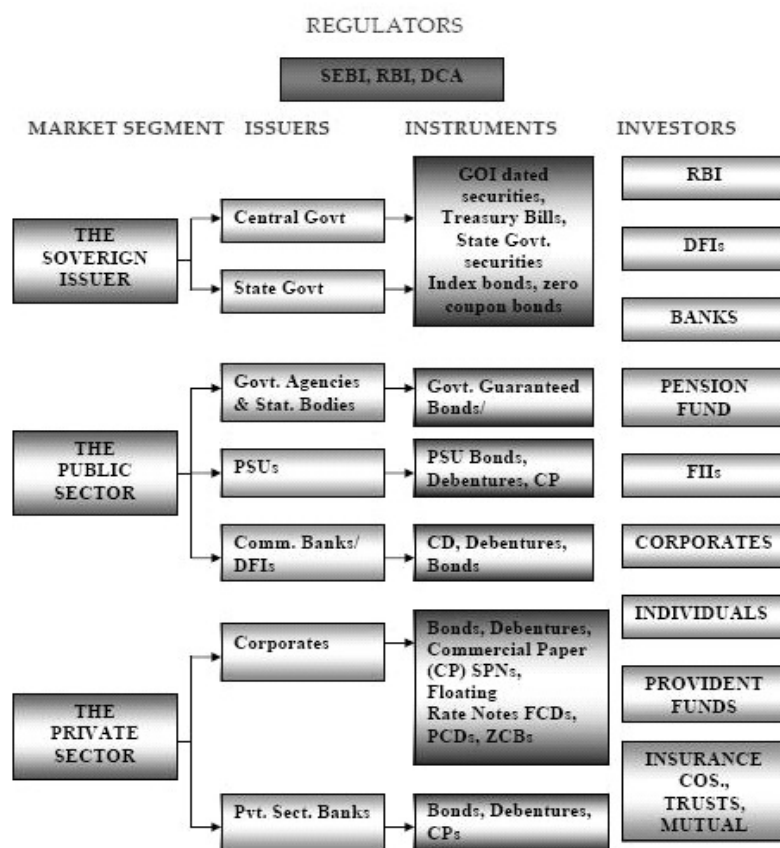 REGULATORS
SEBI, RBI, DCA
MARKET SEGMENT
ISSUERS
INSTRUMENTS
INVESTORS
THE
SOVERIGN
ISSUER
Central Govt
State Govt
GOI dated
securities,
Treasury Bills,
State Govt.
securities
Index bonds, zero
coupon bonds
THE
PUBLIC
SECTOR
Govt. Agencies
& Stat. Bodies
Govt. Guaranteed
Bonds/
PSUs
PSU Bonds,
Debentures, CP
Comm. Banks/
DFIs
CD, Debentures,
Bonds
THE
PRIVATE
SECTOR
Corporates
Bonds, Debentures,
Commercial Paper
(CP) SPNs,
Floating
Rate Notes FCDs,
PCDs, ZCBs
Pvt. Sect. Banks
Bonds, Debentures,
CPs
RBI
DFIs
BANKS
PENSION
FUND
FIIs
CORPORATES
INDIVIDUALS
PROVIDENT
FUNDS
INSURANCE
COS.,
TRUSTS,
MUTUAL